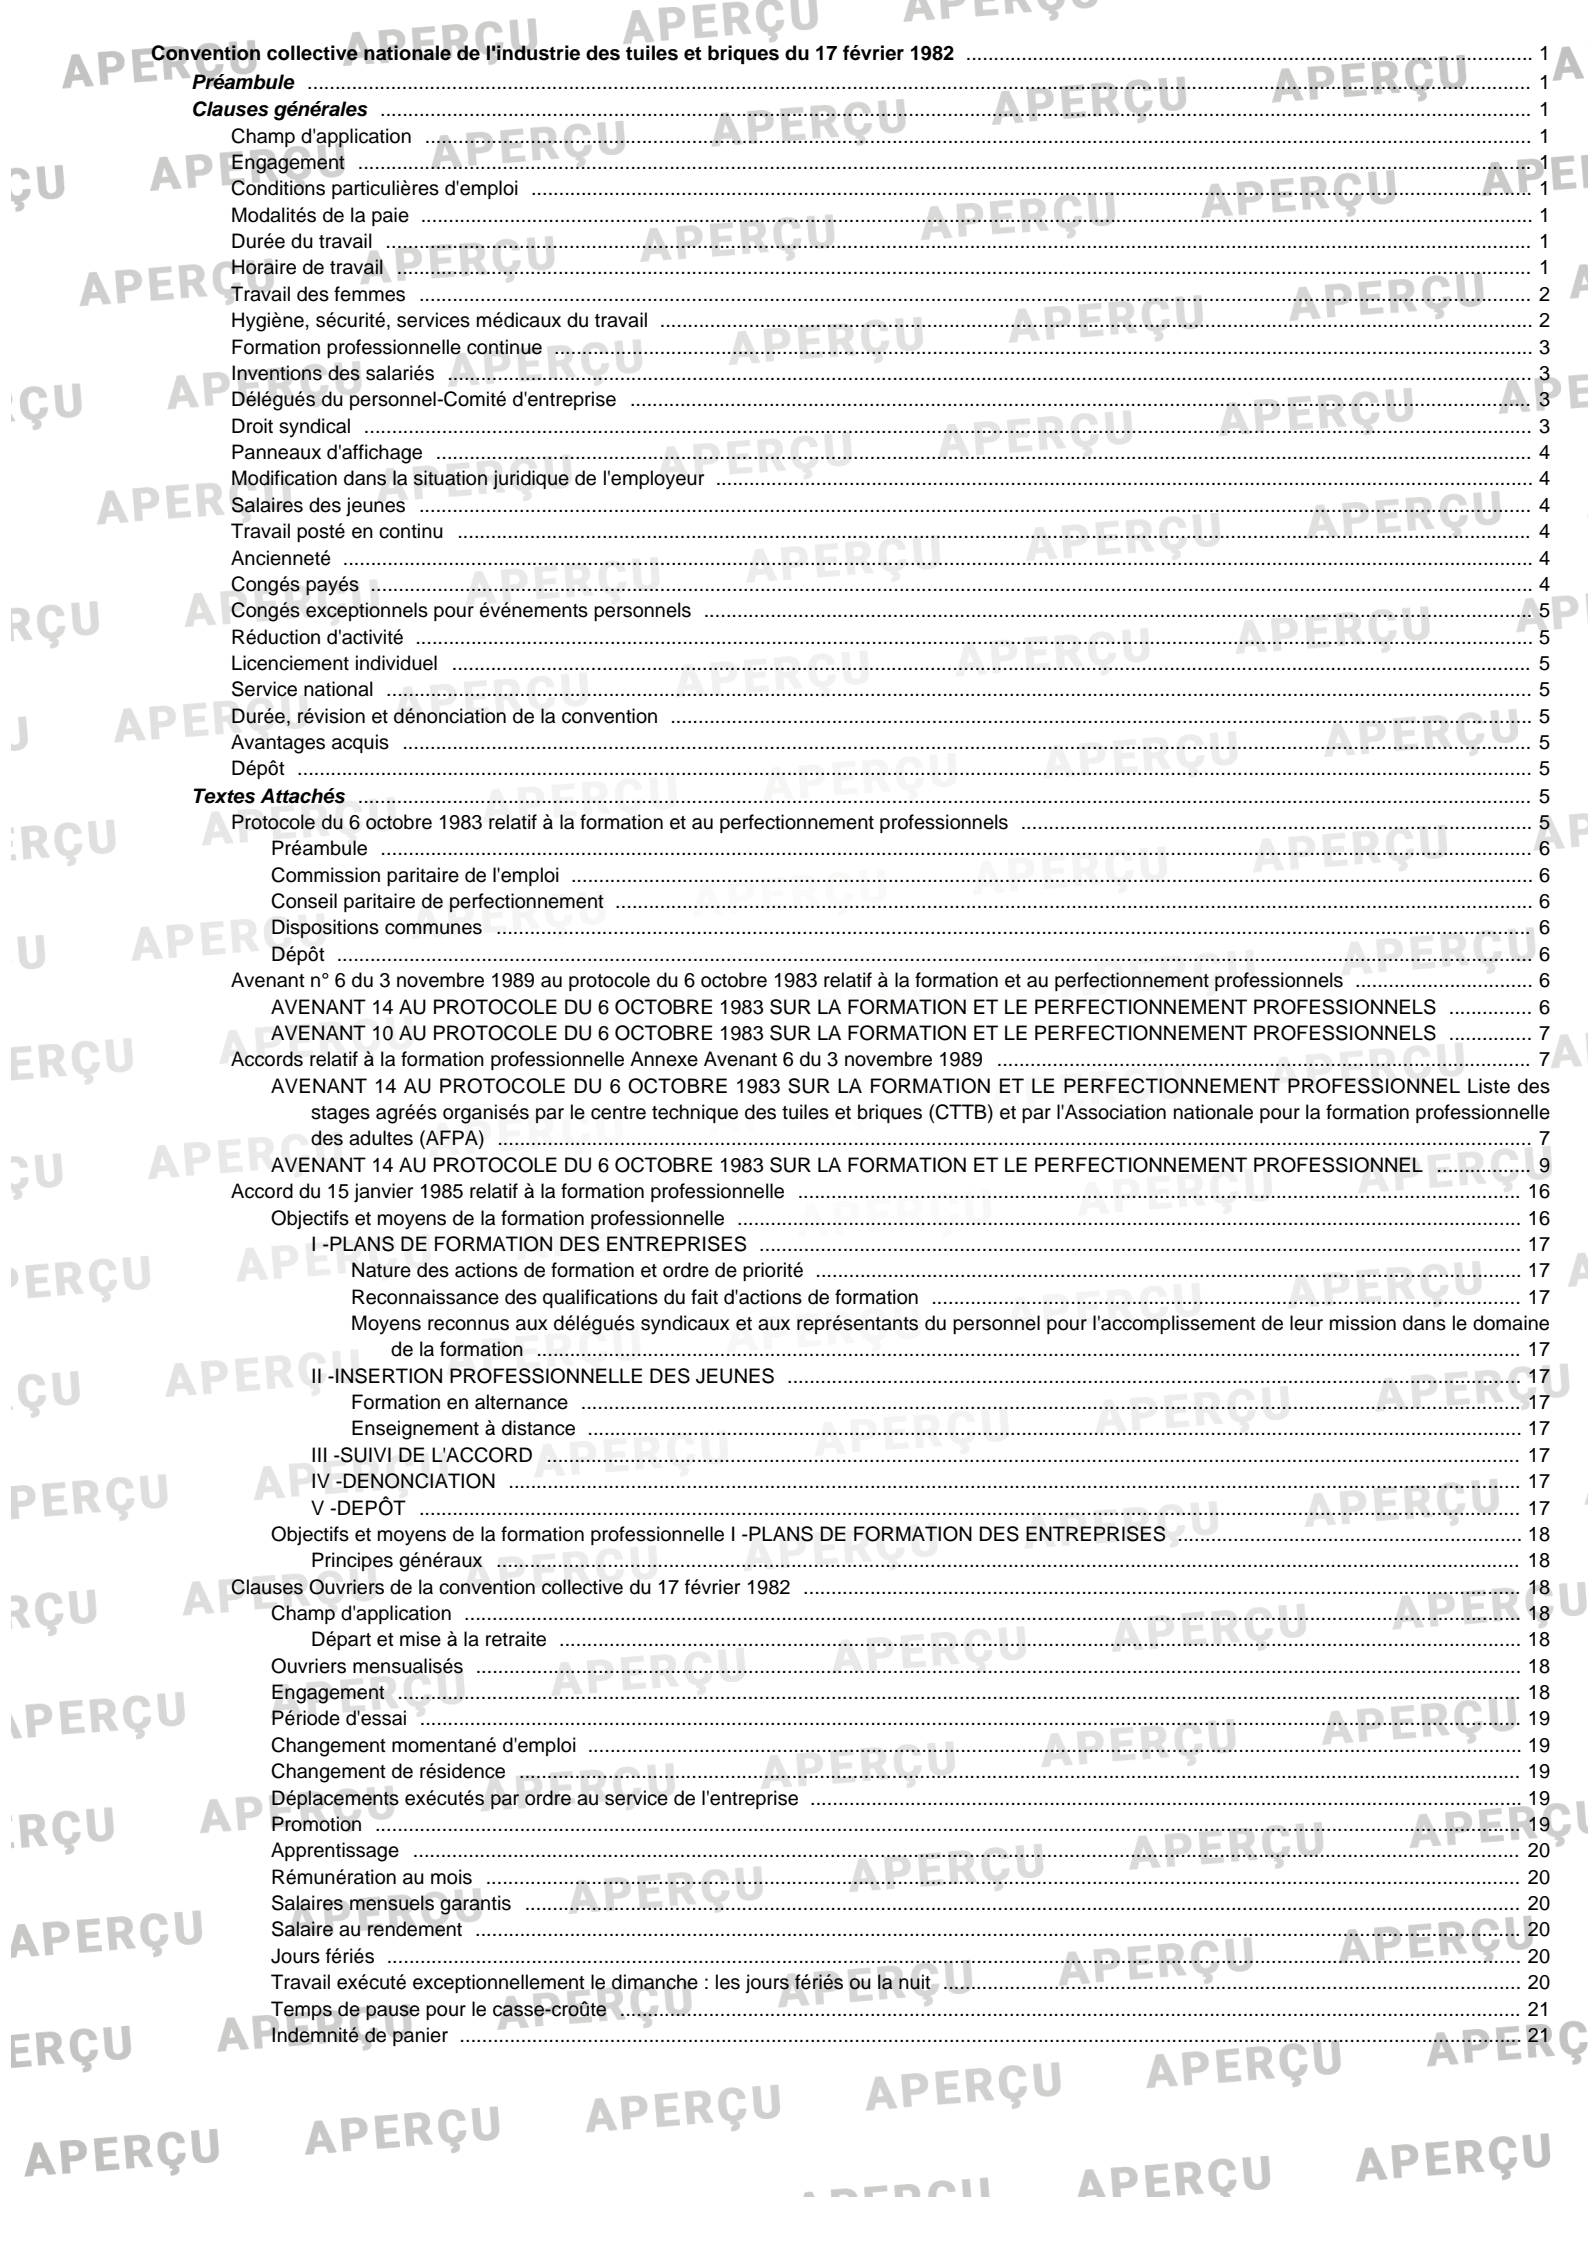 Convention collective nationale de l'industrie des tuiles et briques du 17 février 1982 1
Préambule 1
Clauses générales 1
Champ d'application 1
Engagement 1
Conditions particulières d'emploi 1
Modalités de la paie 1
Durée du travail 1
Horaire de travail 1
Travail des femmes 2
Hygiène, sécurité, services médicaux du travail 2
Formation professionnelle continue 3
Inventions des salariés 3
Délégués du personnel-Comité d'entreprise 3
Droit syndical 3
Panneaux d'affichage 4
Modification dans la situation juridique de l'employeur 4
Salaires des jeunes 4
Travail posté en continu 4
Ancienneté 4
Congés payés 4
Congés exceptionnels pour événements personnels 5
Réduction d'activité 5
Licenciement individuel 5
Service national 5
Durée, révision et dénonciation de la convention 5
Avantages acquis 5
Dépôt 5
Textes Attachés 5
Protocole du 6 octobre 1983 relatif à la formation et au perfectionnement professionnels 5
Préambule 6
Commission paritaire de l'emploi 6
Conseil paritaire de perfectionnement 6
Dispositions communes 6
Dépôt 6
Avenant n° 6 du 3 novembre 1989 au protocole du 6 octobre 1983 relatif à la formation et au perfectionnement professionnels 6
AVENANT 14 AU PROTOCOLE DU 6 OCTOBRE 1983 SUR LA FORMATION ET LE PERFECTIONNEMENT PROFESSIONNELS 6
AVENANT 10 AU PROTOCOLE DU 6 OCTOBRE 1983 SUR LA FORMATION ET LE PERFECTIONNEMENT PROFESSIONNELS 7
Accords relatif à la formation professionnelle Annexe Avenant 6 du 3 novembre 1989 7
AVENANT 14 AU PROTOCOLE DU 6 OCTOBRE 1983 SUR LA FORMATION ET LE PERFECTIONNEMENT PROFESSIONNEL Liste des
stages agréés organisés par le centre technique des tuiles et briques (CTTB) et par l'Association nationale pour la formation professionnelle
des adultes (AFPA) 7
AVENANT 14 AU PROTOCOLE DU 6 OCTOBRE 1983 SUR LA FORMATION ET LE PERFECTIONNEMENT PROFESSIONNEL 9
Accord du 15 janvier 1985 relatif à la formation professionnelle 16
Objectifs et moyens de la formation professionnelle 16
I -PLANS DE FORMATION DES ENTREPRISES 17
Nature des actions de formation et ordre de priorité 17
Reconnaissance des qualifications du fait d'actions de formation 17
Moyens reconnus aux délégués syndicaux et aux représentants du personnel pour l'accomplissement de leur mission dans le domaine
de la formation 17
II -INSERTION PROFESSIONNELLE DES JEUNES 17
Formation en alternance 17
Enseignement à distance 17
III -SUIVI DE L'ACCORD 17
IV -DENONCIATION 17
V -DEPÔT 17
Objectifs et moyens de la formation professionnelle I -PLANS DE FORMATION DES ENTREPRISES 18
Principes généraux 18
Clauses Ouvriers de la convention collective du 17 février 1982 18
Champ d'application 18
Départ et mise à la retraite 18
Ouvriers mensualisés 18
Engagement 18
Période d'essai 19
Changement momentané d'emploi 19
Changement de résidence 19
Déplacements exécutés par ordre au service de l'entreprise 19
Promotion 19
Apprentissage 20
Rémunération au mois 20
Salaires mensuels garantis 20
Salaire au rendement 20
Jours fériés 20
Travail exécuté exceptionnellement le dimanche : les jours fériés ou la nuit 20
Temps de pause pour le casse-croûte 21
Indemnité de panier 21